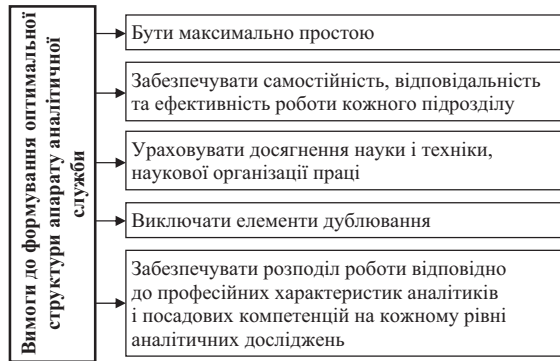 Вимоги до формування оптимальної
структури апарату аналітичної
служби
Бути максимально простою
Забезпечувати самостійність, відповідальність
та ефективність роботи кожного підрозділу
Ураховувати досягнення науки і техніки,
наукової організації праці
Виключати елементи дублювання
Забезпечувати розподіл роботи відповідно
до професійних характеристик аналітиків
і посадових компетенцій на кожному рівні
аналітичних досліджень